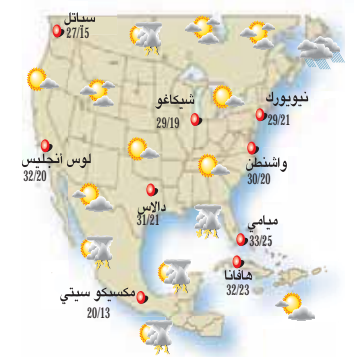 سياتل
27/15
شيكاغو
29/19
نيويورك
29/21
لوس أنجليس
32/20
واشنطن
30/20
دالاس
31/21
ميامي
33/25
هافانا
32/23
مكسيكو سيتي
20/13